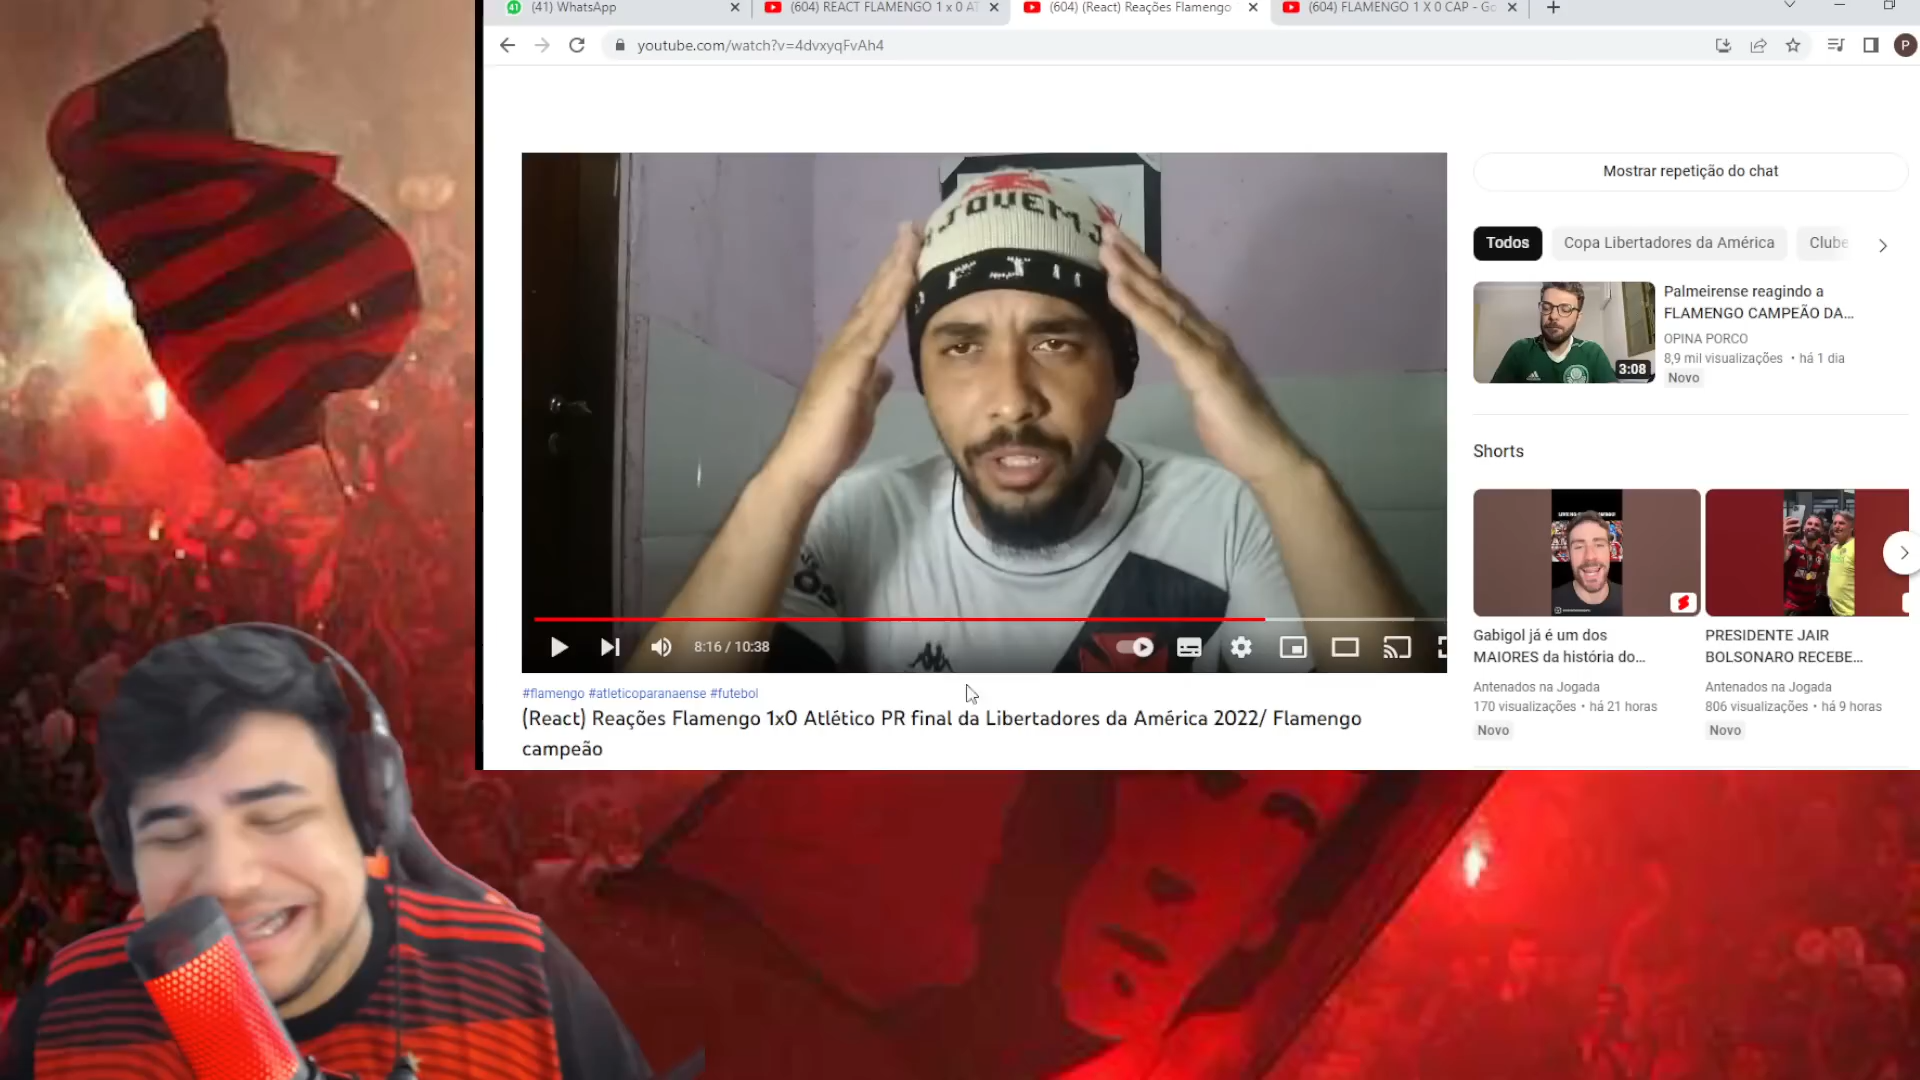 41 (41) WhatsApp
(604) REACT FLAMENGO 1 x 0 AT
(604) (React) Reações Flamengo
(604) FLAMENGO 1 X 0 CAP - Go
youtube.com/watch?v=4dvxyqFvAh4
P
JOVEM
8:16 / 10:38
#flamengo #atleticoparanaense #futebol
(React) Reações Flamengo 1x0 Atlético PR final da Libertadores da América 2022/ Flamengo
campeão
Mostrar repetição do chat
Todos
Copa Libertadores da América
Clube
3:08
Palmeirense reagindo a
FLAMENGO CAMPEÃO DA...
OPINA PORCO
8,9 mil visualizações • há 1 dia
Novo
Shorts
Gabigol já é um dos
MAIORES da história do...
Antenados na Jogada
170 visualizações • há 21 horas
Novo
PRESIDENTE JAIR
BOLSONARO RECEBE...
Antenados na Jogada
806 visualizações • há 9 horas
Novo